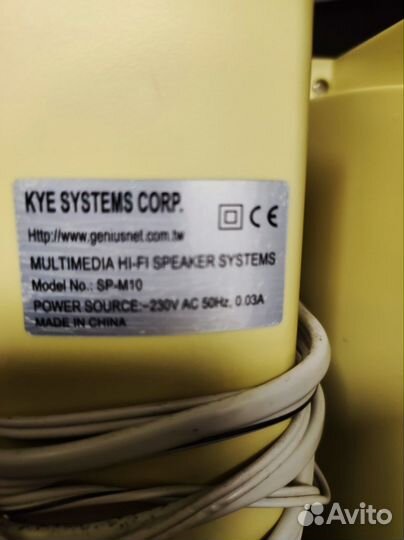 KYE SYSTEMS CORP.
CE
Http://www.geniusnet.com.tw
MULTIMEDIA HI-FI SPEAKER SYSTEMS
Model No.: SP-M10
POWER SOURCE:~230V AC 50Hz, 0.03A
MADE IN CHINA
Avito